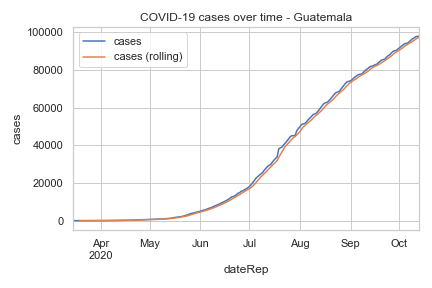 COVID-19 cases over time - Guatemala
cases
cases (rolling)
100000
80000
60000
40000
20000
0
cases
Apr
2020
May
Jun
Jul
Aug
Sep
Oct
dateRep